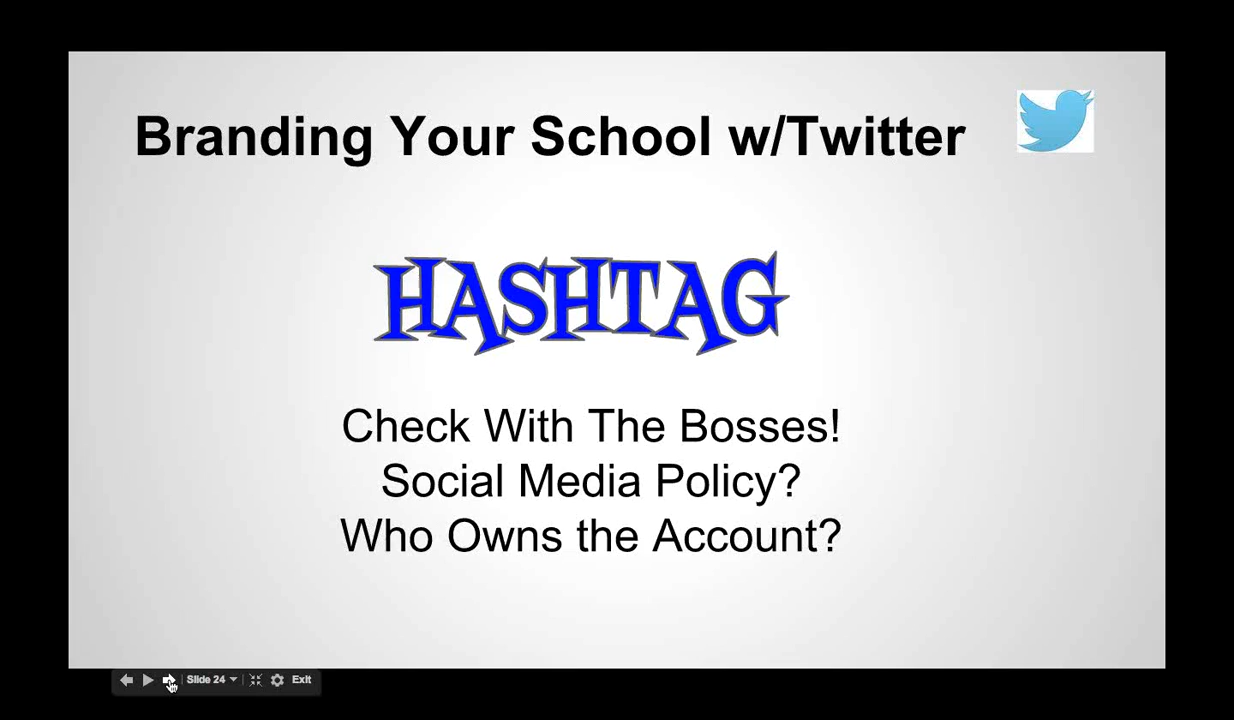 Branding Your School w/Twitter
HASHTAG
Check With The Bosses!
Social Media Policy?
Who Owns the Account?
Slide 24
Exit